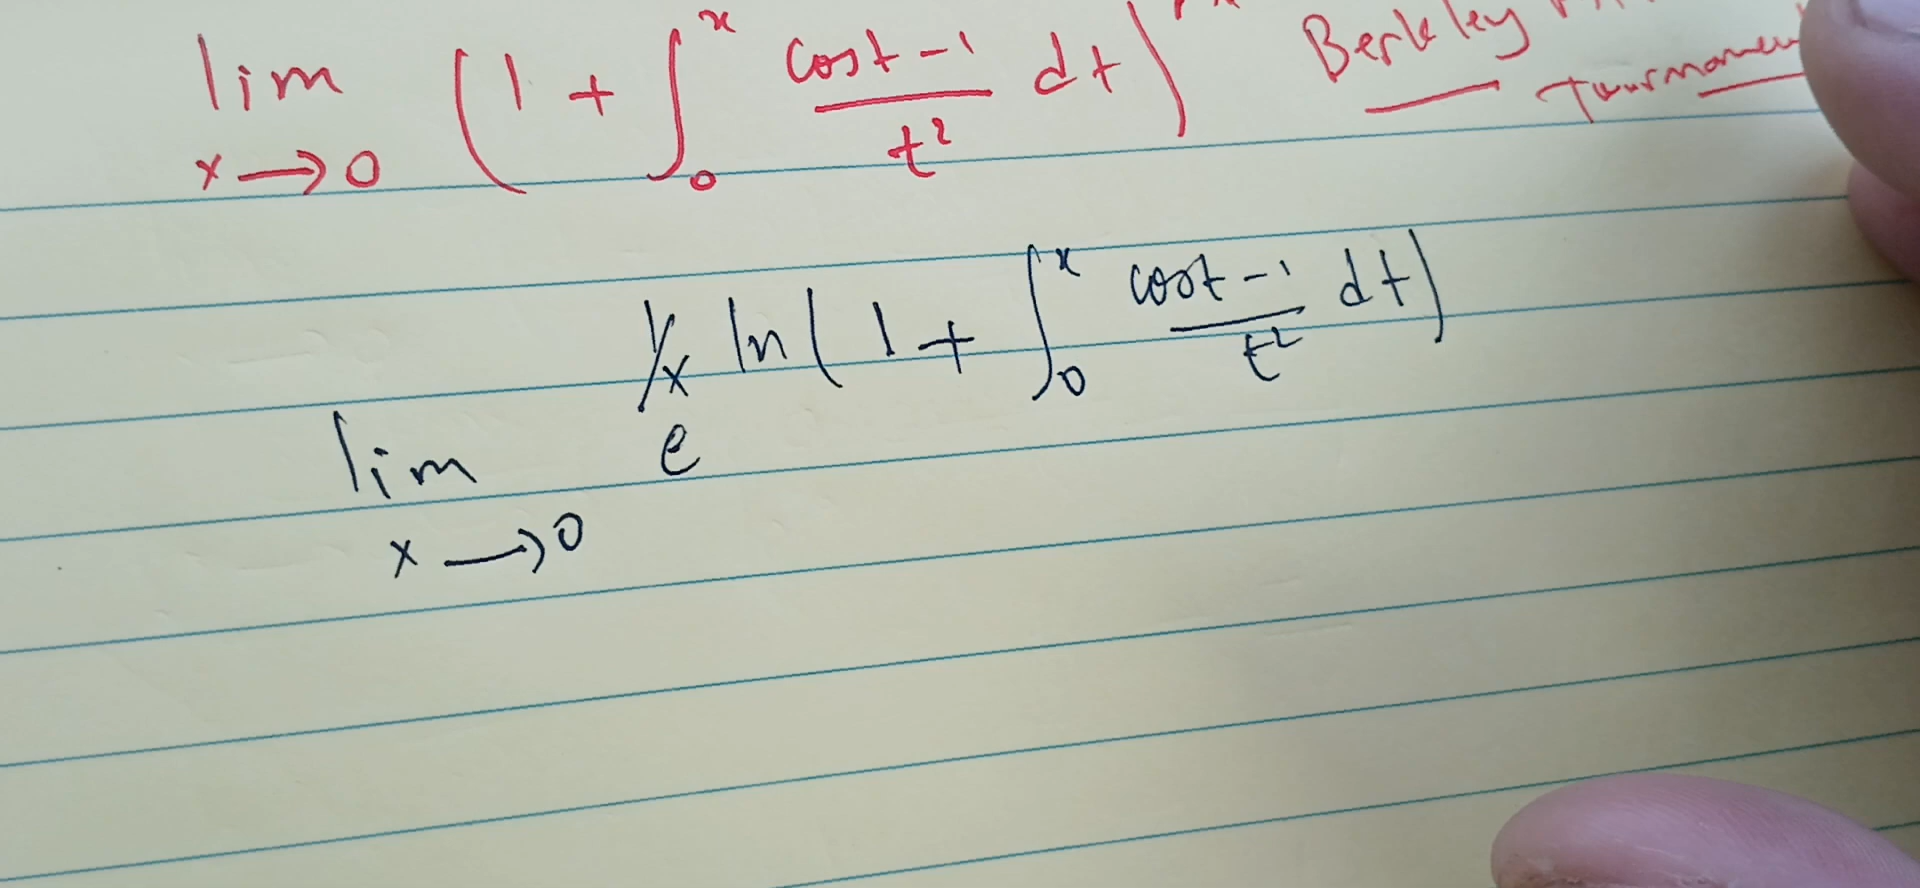 lim x→0 (1 + ∫₀ˣ (cos t - 1)/t² dt) Berkeley
Tournament
lim x→0 e^(1/x ln(1 + ∫₀ˣ (cos t - 1)/t² dt))